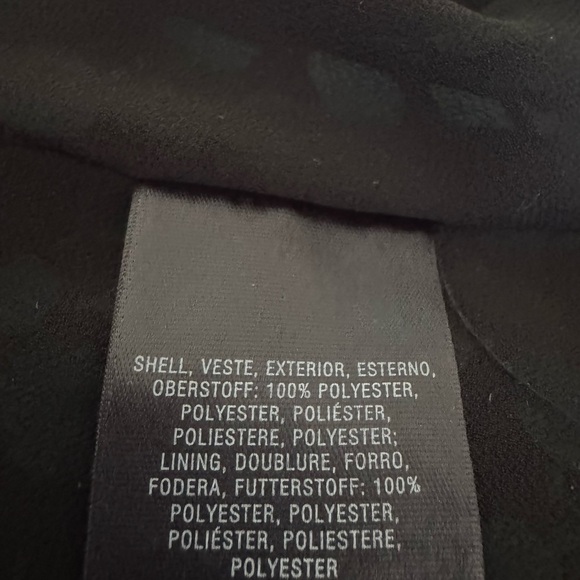 SHELL, VESTE, EXTERIOR, ESTERNO,
OBERSTOFF: 100% POLYESTER,
POLYESTER, POLIÉSTER,
POLIESTERE, POLYESTER;
LINING, DOUBLURE, FORRO,
FODERA, FUTTERSTOFF: 100%
POLYESTER, POLYESTER,
POLIÉSTER, POLIESTERE,
POLYESTER